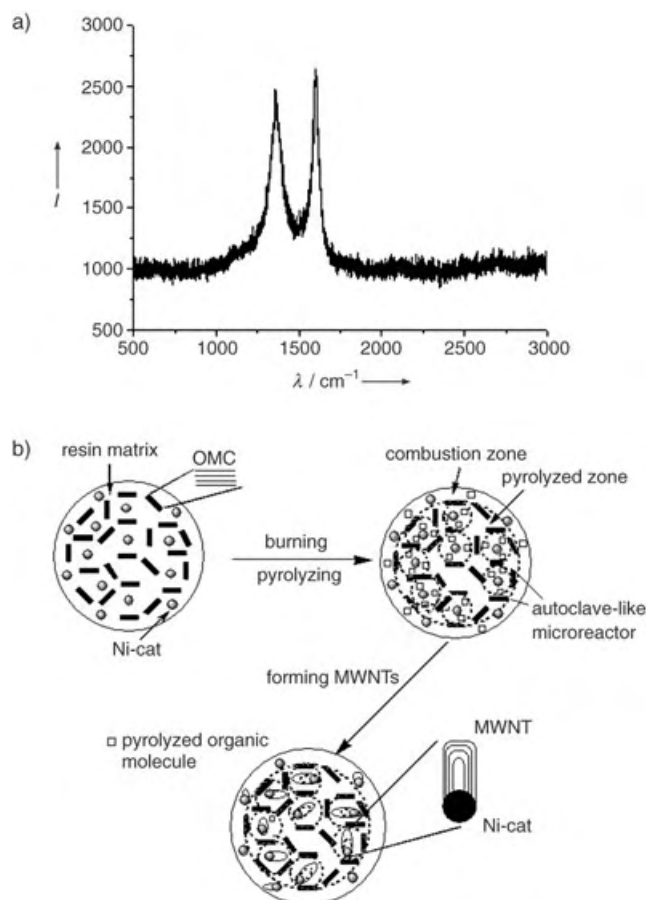 a)
3000
2500
2000
1500
1000
500
I
500 1000 1500 2000 2500 3000
λ / cm⁻¹
b)
resin matrix
OMC
Ni-cat
burning
pyrolyzing
combustion zone
pyrolyzed zone
autoclave-like
microreactor
forming MWNTs
pyrolyzed organic
molecule
MWNT
Ni-cat